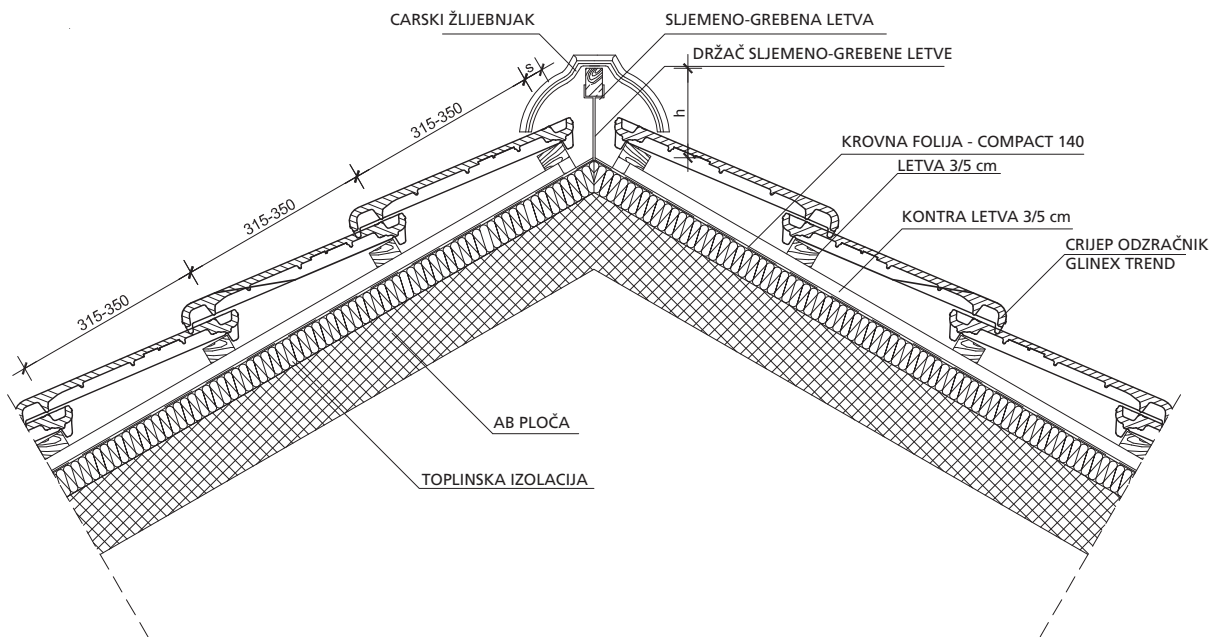 CARSKI ŽLIJEBNJAK
SLJEMENO-GREBENA LETVA
DRŽAČ SLJEMENO-GREBENE LETVE
s
h
315-350
KROVNA FOLIJA - COMPACT 140
LETVA 3/5 cm
315-350
KONTRA LETVA 3/5 cm
CRIJEP ODZRAČNIK
GLINEX TREND
315-350
AB PLOČA
TOPLINSKA IZOLACIJA